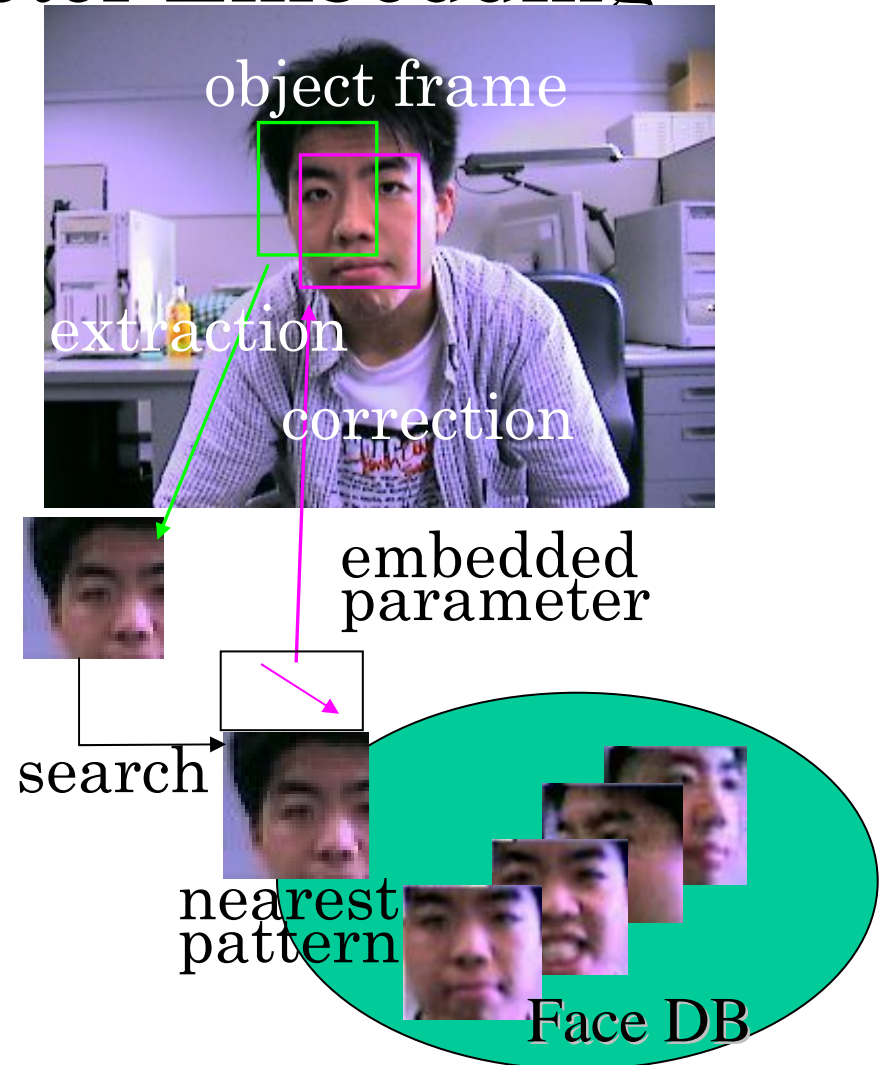 object frame
extraction
correction
embedded
parameter
search
nearest
pattern
Face DB